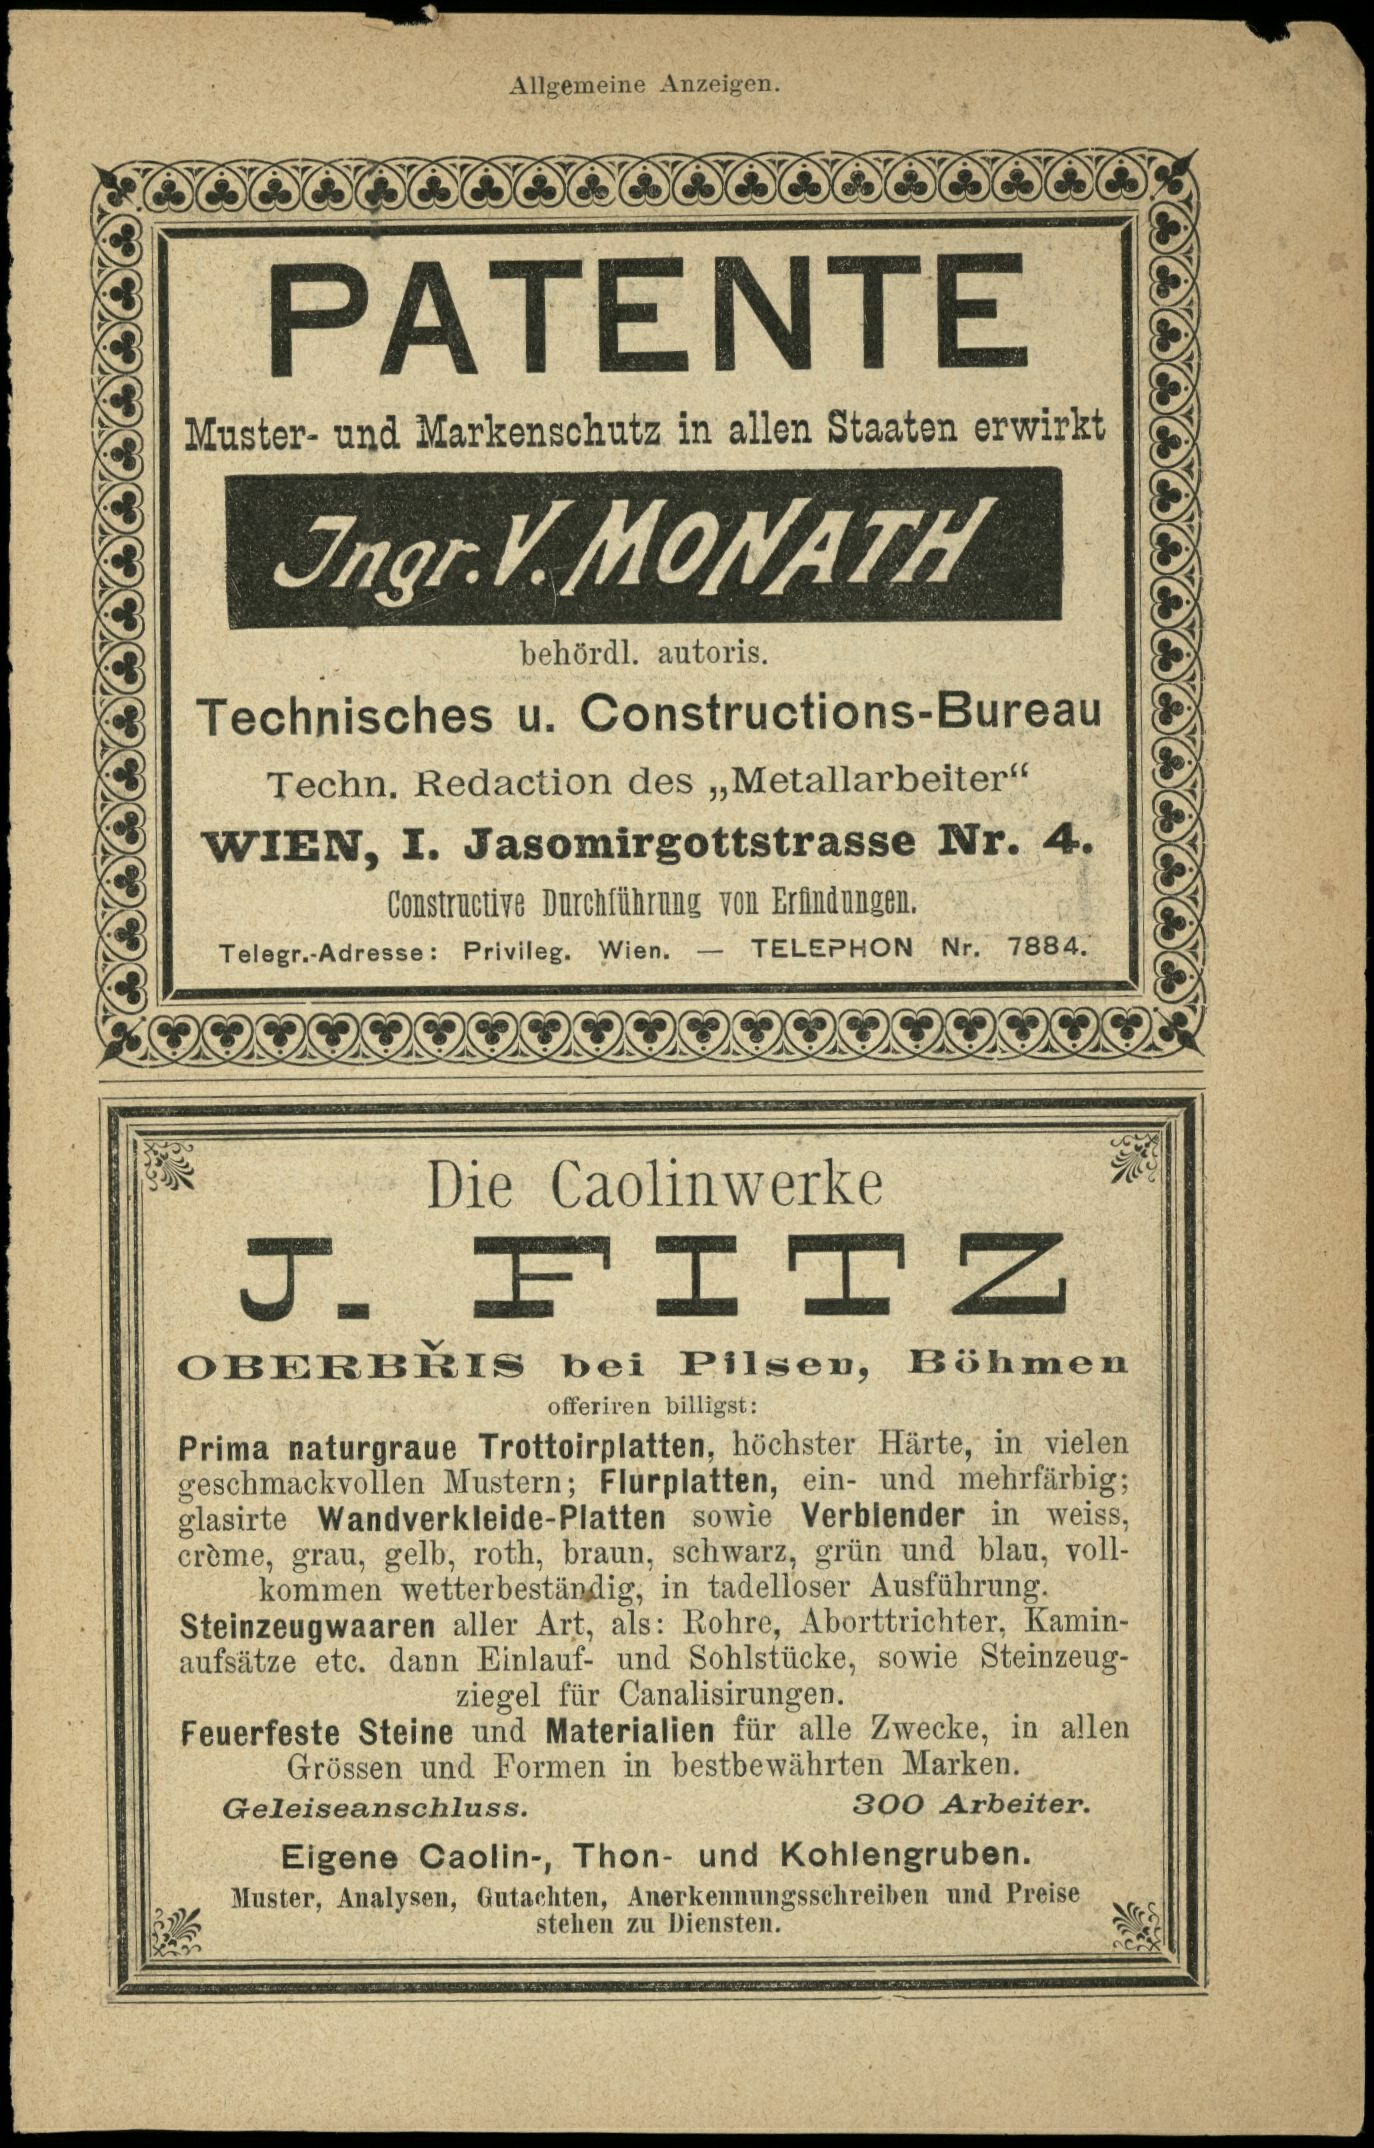 Allgemeine Anzeigen.
PATENTE
Muster- und Markenschutz in allen Staaten erwirkt
Ingr. V. MONATH
behördl. autoris.
Technisches u. Constructions-Bureau
Techn. Redaction des „Metallarbeiter“
WIEN, I. Jasomirgottstrasse Nr. 4.
Constructive Durchführung von Erfindungen.
Telegr.-Adresse: Privileg. Wien. — TELEPHON Nr. 7884.
Die Caolinwerke
J. FITZ
OBERBŘIS bei Pilsen, Böhmen
offeriren billigst:
Prima naturgraue Trottoirplatten, höchster Härte, in vielen
geschmackvollen Mustern; Flurplatten, ein- und mehrfärbig;
glasirte Wandverkleide-Platten sowie Verblender in weiss,
crème, grau, gelb, roth, braun, schwarz, grün und blau, voll-
kommen wetterbeständig, in tadelloser Ausführung.
Steinzeugwaaren aller Art, als: Rohre, Aborttrichter, Kamin-
aufsätze etc. dann Einlauf- und Sohlstücke, sowie Steinzeug-
ziegel für Canalisirungen.
Feuerfeste Steine und Materialien für alle Zwecke, in allen
Grössen und Formen in bestbewährten Marken.
Geleiseanschluss. 300 Arbeiter.
Eigene Caolin-, Thon- und Kohlengruben.
Muster, Analysen, Gutachten, Anerkennungsschreiben und Preise
stehen zu Diensten.